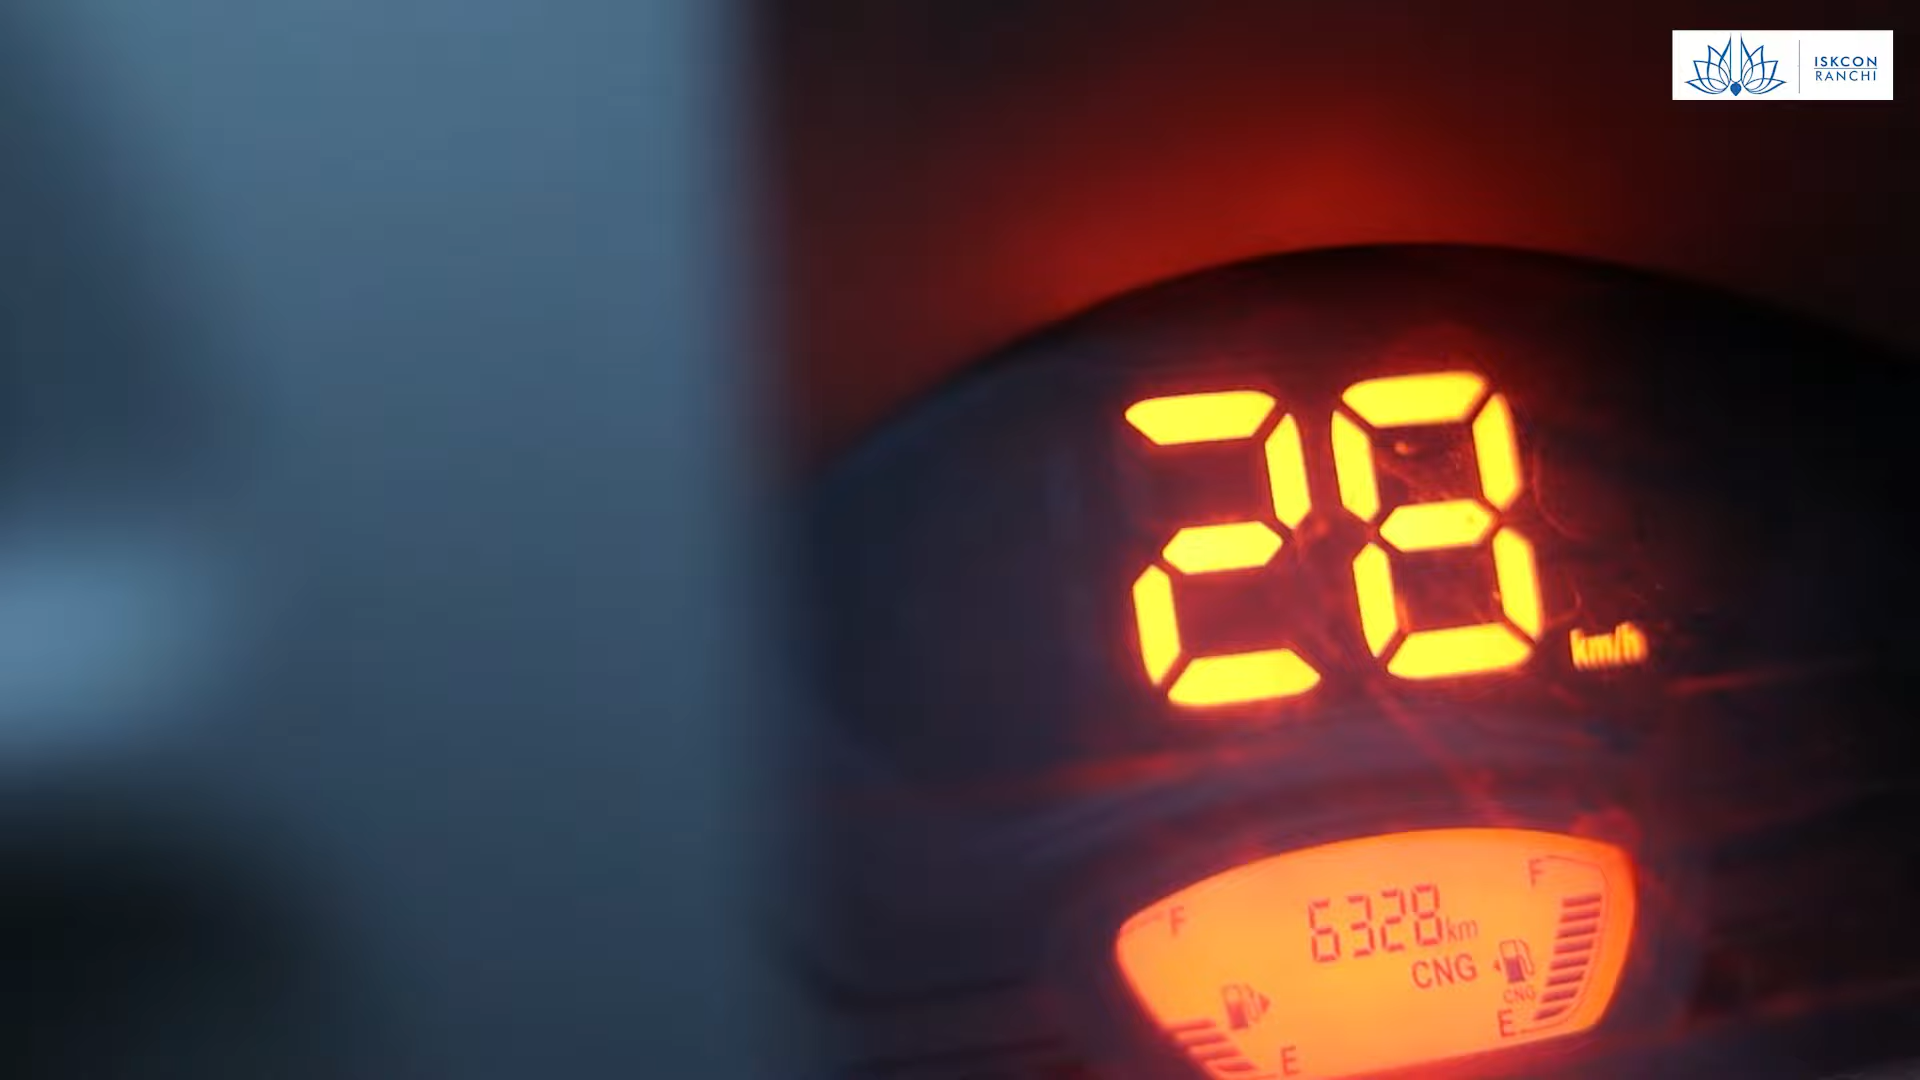 ISKCON
RANCHI
28 km/h
F
F
6328km
CNG
CNG
E
E